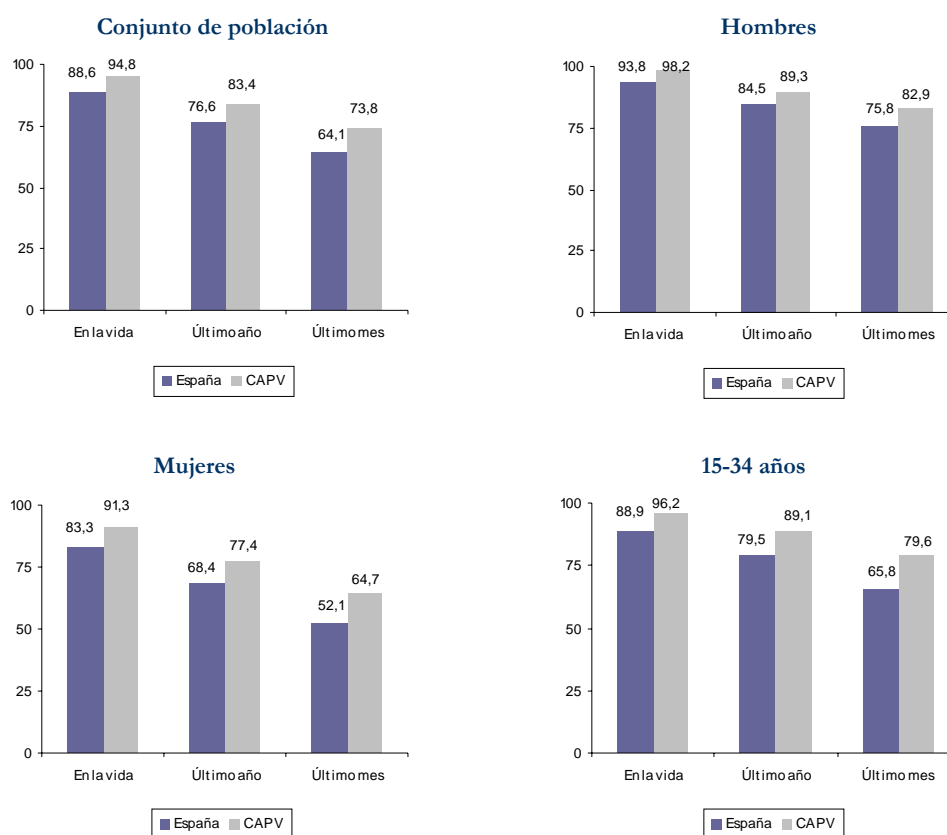 Conjunto de población
100
75
50
25
0
88,6
94,8
76,6
83,4
64,1
73,8
En la vida
Último año
Último mes
España
CAPV
Hombres
100
75
50
25
0
93,8
98,2
84,5
89,3
75,8
82,9
En la vida
Último año
Último mes
España
CAPV
Mujeres
100
75
50
25
0
83,3
91,3
68,4
77,4
52,1
64,7
En la vida
Último año
Último mes
España
CAPV
15-34 años
100
75
50
25
0
88,9
96,2
79,5
89,1
65,8
79,6
En la vida
Último año
Último mes
España
CAPV